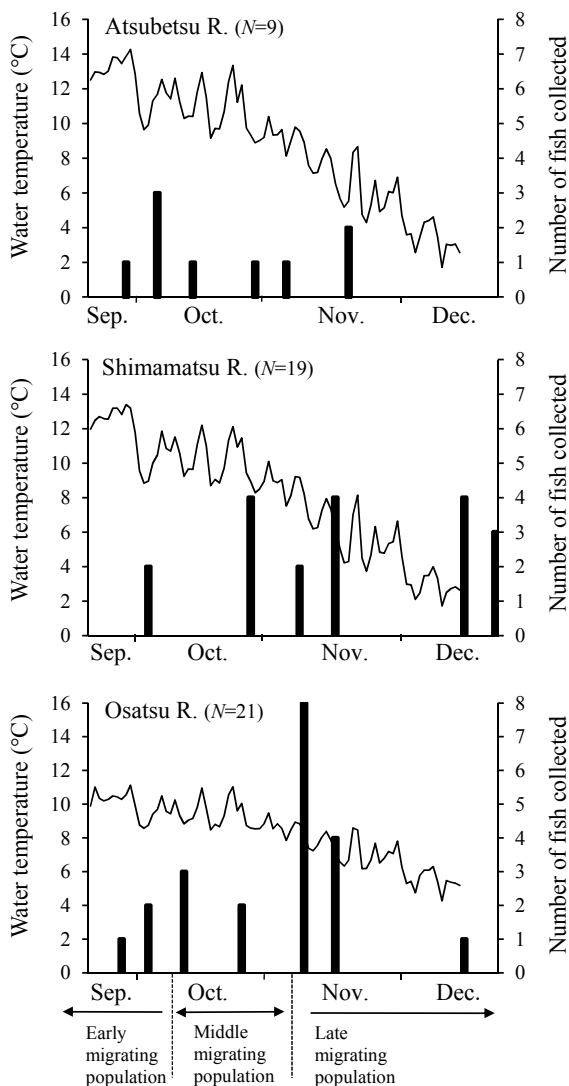 Atsubetsu R. (N=9)
Water temperature (°C)
16
14
12
10
8
6
4
2
0
8
7
6
5
4
3
2
1
0
Number of fish collected
Sep. Oct. Nov. Dec.
Shimamatsu R. (N=19)
Water temperature (°C)
16
14
12
10
8
6
4
2
0
8
7
6
5
4
3
2
1
0
Number of fish collected
Sep. Oct. Nov. Dec.
Osatsu R. (N=21)
Water temperature (°C)
16
14
12
10
8
6
4
2
0
8
7
6
5
4
3
2
1
0
Number of fish collected
Sep. Oct. Nov. Dec.
Early
migrating
population
Middle
migrating
population
Late
migrating
population